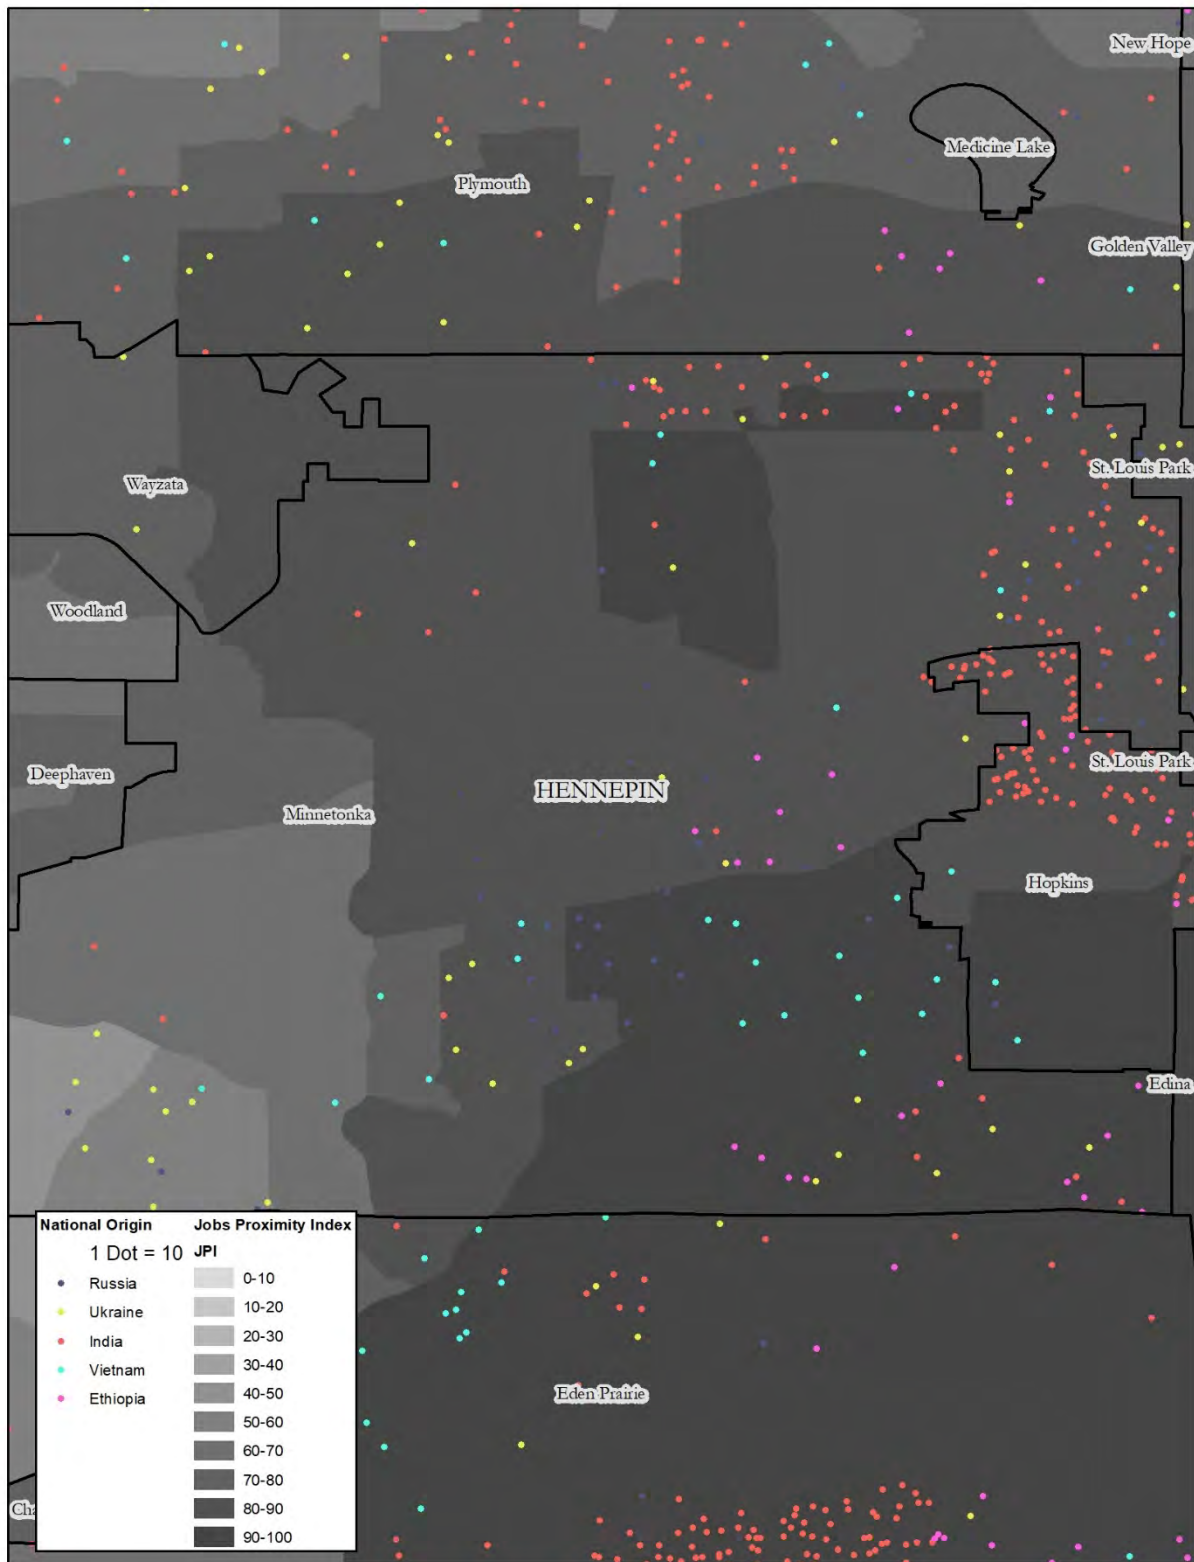 New Hope
Medicine Lake
Plymouth
Golden Valley
St. Louis Park
Wayzata
Woodland
Deephaven
HENNEPIN
St. Louis Park
Minnetonka
Hopkins
Edina
Eden Prairie
Cha
National Origin
1 Dot = 10
Russia
Ukraine
India
Vietnam
Ethiopia
Jobs Proximity Index
JPI
0-10
10-20
20-30
30-40
40-50
50-60
60-70
70-80
80-90
90-100